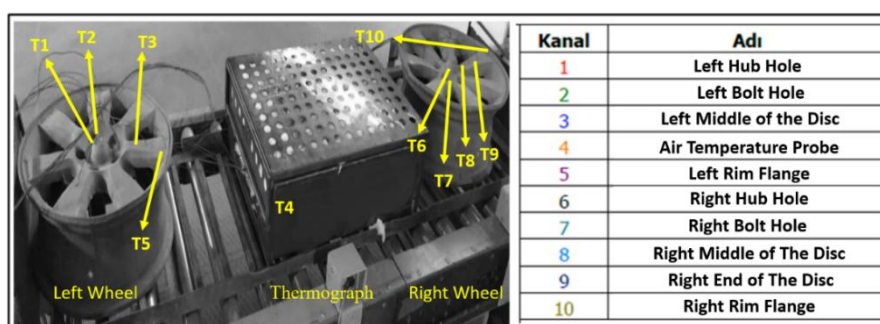 T1
T2
T3
T10
T4
T5
T6
T7
T8
T9
Left Wheel
Thermograph
Right Wheel
Kanal Adı
1 Left Hub Hole
2 Left Bolt Hole
3 Left Middle of the Disc
4 Air Temperature Probe
5 Left Rim Flange
6 Right Hub Hole
7 Right Bolt Hole
8 Right Middle of The Disc
9 Right End of The Disc
10 Right Rim Flange